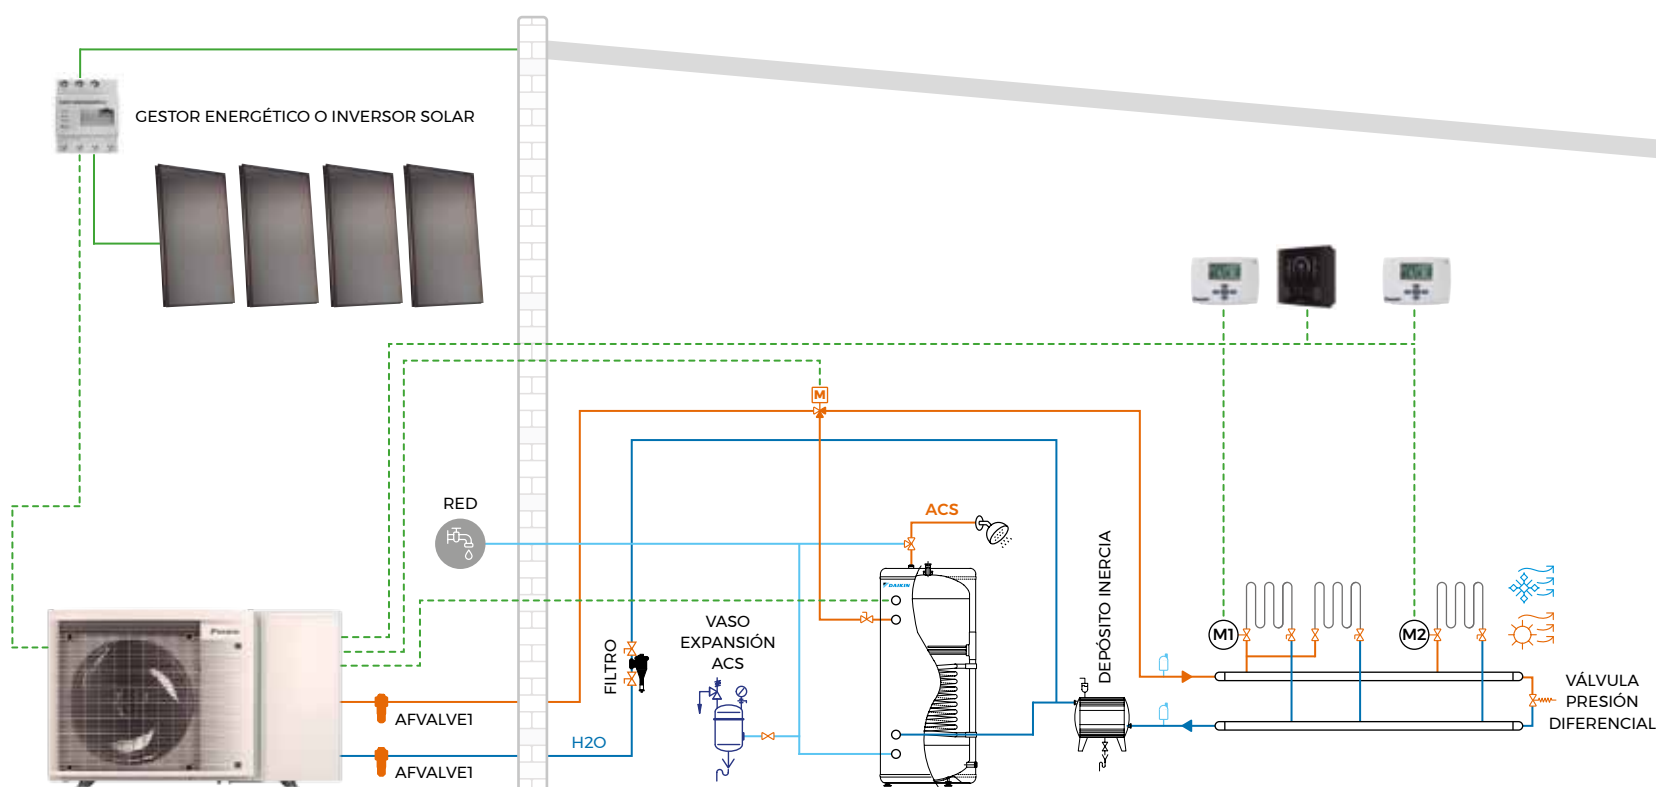 GESTOR ENERGÉTICO O INVERSOR SOLAR
M
RED
ACS
DAIKIN
DEPÓSITO INERCIA
VASO
EXPANSIÓN
ACS
FILTRO
M1
M2
VÁLVULA
PRESIÓN
DIFERENCIAL
AFVALVE1
H2O
AFVALVE1